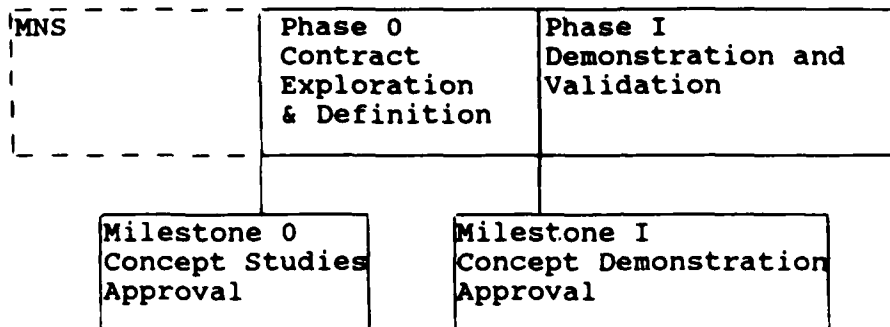 MNS
Phase 0
Contract
Exploration
& Definition
Phase I
Demonstration and
Validation
Milestone 0
Concept Studies
Approval
Milestone I
Concept Demonstration
Approval